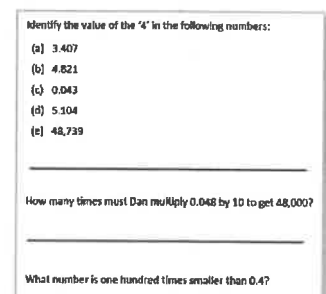 Identify the value of the '4' in the following numbers:
(a) 3.407
(b) 4.821
(c) 0.043
(d) 5.104
(e) 48,739
How many times must Dan multiply 0.048 by 10 to get 48,000?
What number is one hundred times smaller than 0.4?